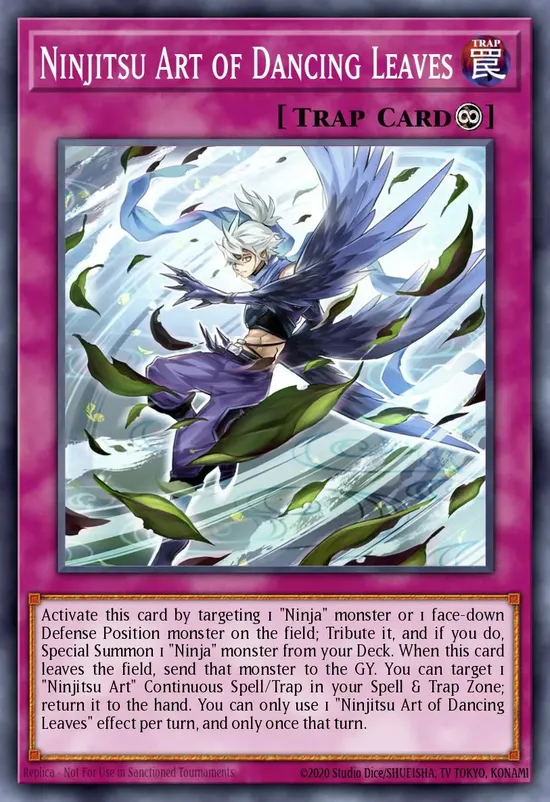 Ninjitsu Art of Dancing Leaves
TRAP
罠
[ Trap Card ]
Activate this card by targeting 1 "Ninja" monster or 1 face-down
Defense Position monster on the field; Tribute it, and if you do,
Special Summon 1 "Ninja" monster from your Deck. When this card
leaves the field, send that monster to the GY. You can target 1
"Ninjitsu Art" Continuous Spell/Trap in your Spell & Trap Zone;
return it to the hand. You can only use 1 "Ninjitsu Art of Dancing
Leaves" effect per turn, and only once that turn.
Replica - Not For Use in Sanctioned Tournaments
©2020 Studio Dice/SHUEISHA, TV TOKYO, KONAMI